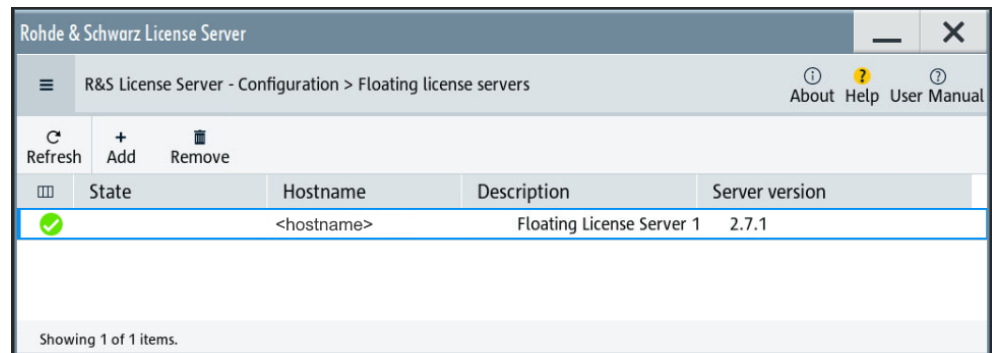 Rohde & Schwarz License Server
R&S License Server - Configuration > Floating license servers
About Help User Manual
Refresh Add Remove
State Hostname Description Server version
<hostname> Floating License Server 1 2.7.1
Showing 1 of 1 items.